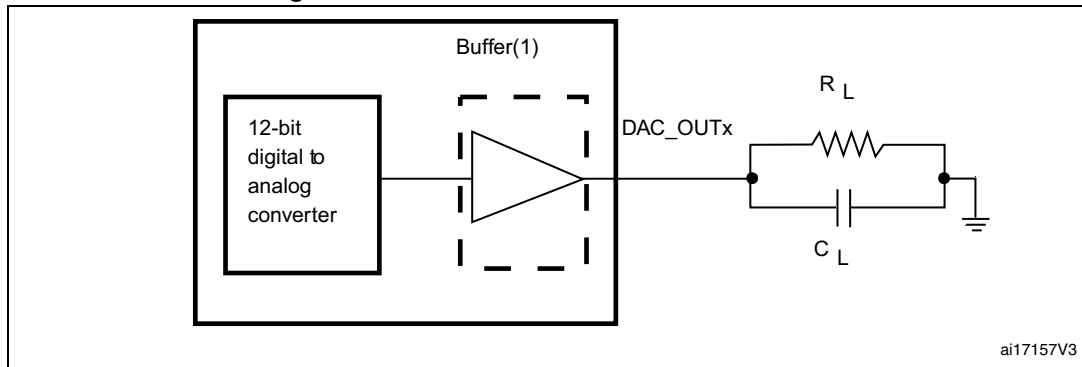 Buffer(1)
12-bit
digital to
analog
converter
DAC_OUTx
R L
C L
ai17157V3